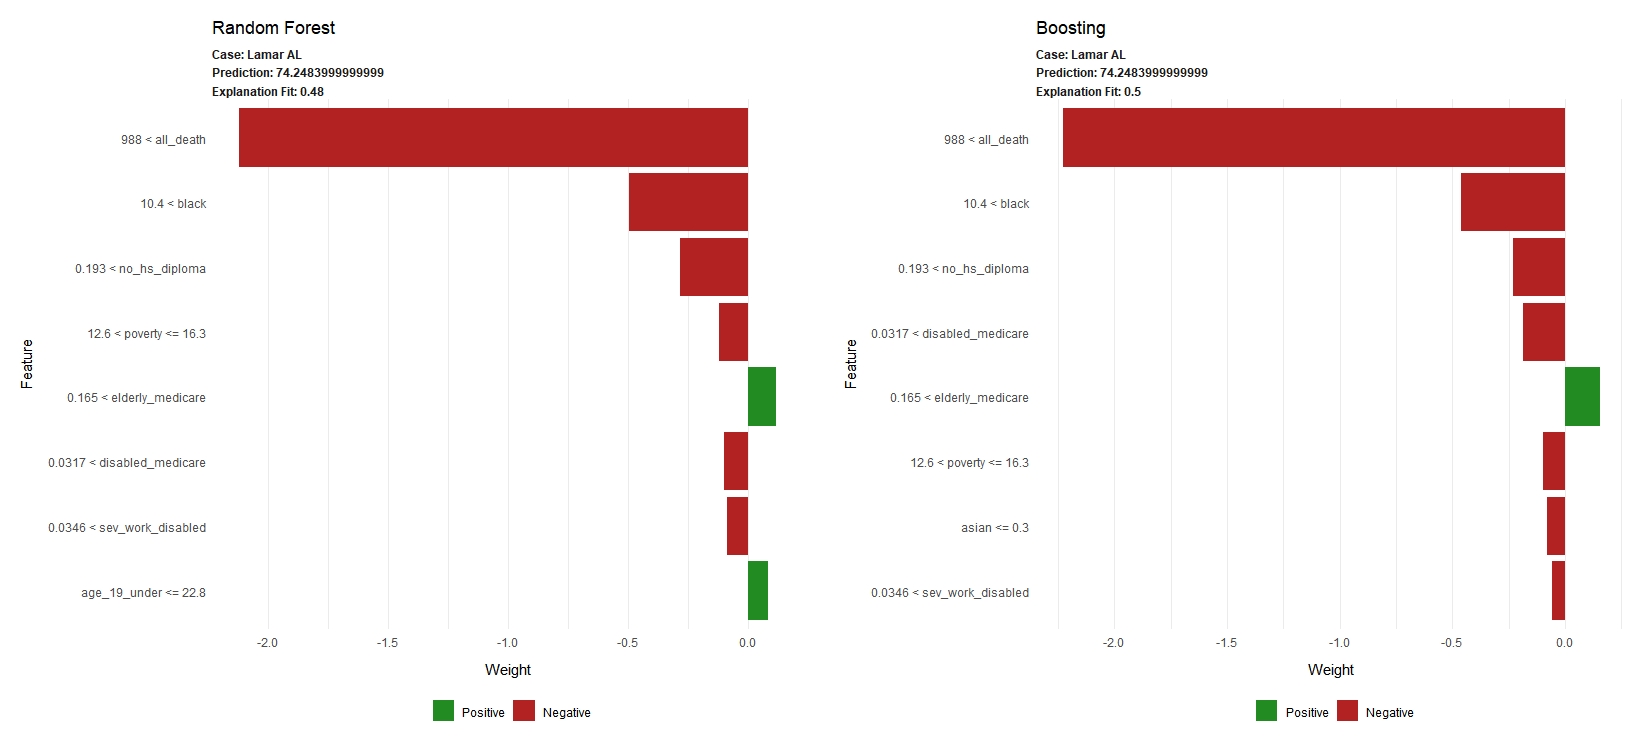 Random Forest
Case: Lamar AL
Prediction: 74.2483999999999
Explanation Fit: 0.48
Feature
988 < all_death
10.4 < black
0.193 < no_hs_diploma
12.6 < poverty <= 16.3
0.165 < elderly_medicare
0.0317 < disabled_medicare
0.0346 < sev_work_disabled
age_19_under <= 22.8
-2.0 -1.5 -1.0 -0.5 0.0
Weight
Positive Negative
Boosting
Case: Lamar AL
Prediction: 74.2483999999999
Explanation Fit: 0.5
Feature
988 < all_death
10.4 < black
0.193 < no_hs_diploma
0.0317 < disabled_medicare
0.165 < elderly_medicare
12.6 < poverty <= 16.3
asian <= 0.3
0.0346 < sev_work_disabled
-2.0 -1.5 -1.0 -0.5 0.0
Weight
Positive Negative